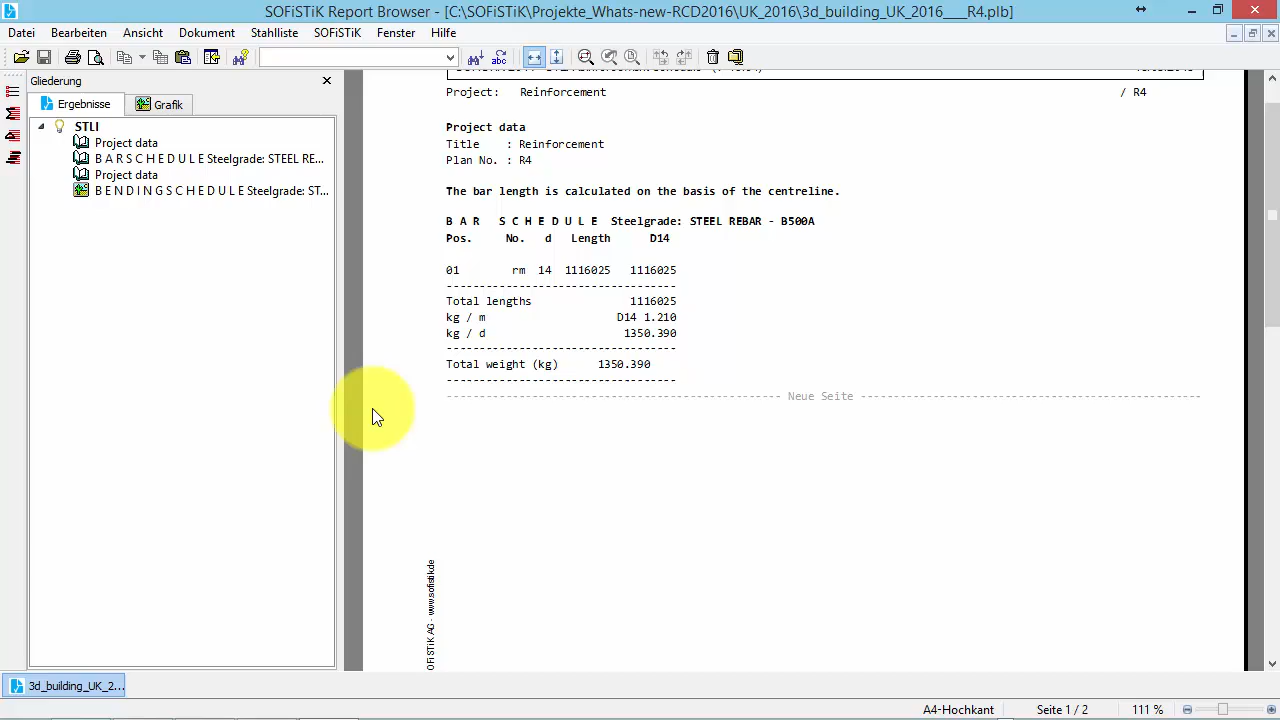 SOFiSTiK Report Browser - [C:\SOFiSTiK\Projekte_Whats-new-RCD2016\UK_2016\3d_building_UK_2016___R4.plb]
Datei Bearbeiten Ansicht Dokument Stahlliste SOFiSTiK Fenster Hilfe
Gliederung
Ergebnisse Grafik
STLI
Project data
B A R S C H E D U L E Steelgrade: STEEL RE...
Project data
B E N D I N G S C H E D U L E Steelgrade: ST...
Project: Reinforcement / R4
Project data
Title : Reinforcement
Plan No. : R4
The bar length is calculated on the basis of the centreline.
B A R S C H E D U L E Steelgrade: STEEL REBAR - B500A
Pos. No. d Length D14
01 rm 14 1116025 1116025
Total lengths 1116025
kg / m D14 1.210
kg / d 1350.390
Total weight (kg) 1350.390
Neue Seite
OFiSTiK AG - www.sofistik.de
3d_building_UK_2...
A4-Hochkant Seite 1 / 2 111 %